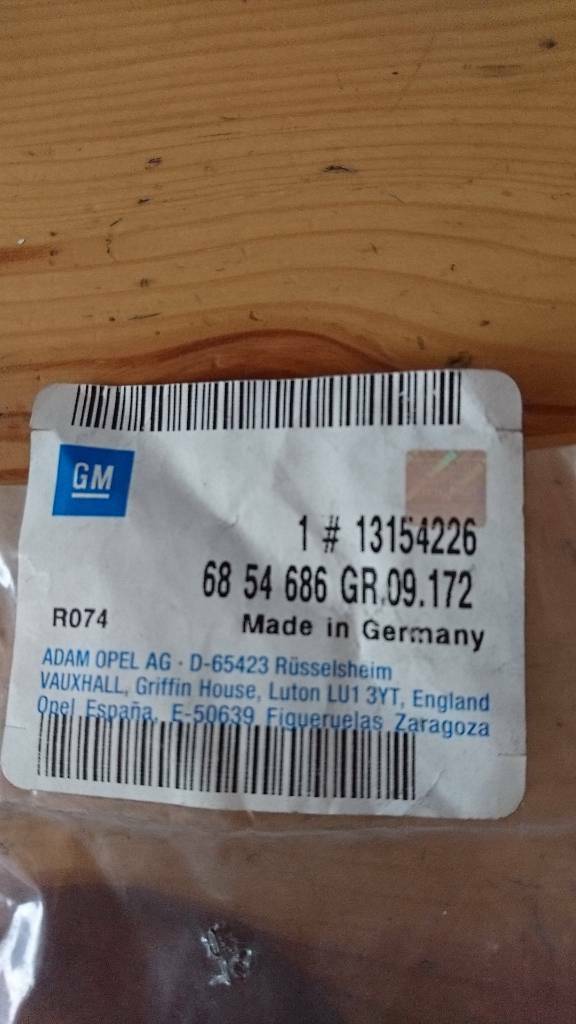 GM
1 # 13154226
68 54 686 GR.09.172
R074
Made in Germany
ADAM OPEL AG · D-65423 Rüsselsheim
VAUXHALL, Griffin House, Luton LU1 3YT, England
Opel España, E-50639 Figueruelas Zaragoza